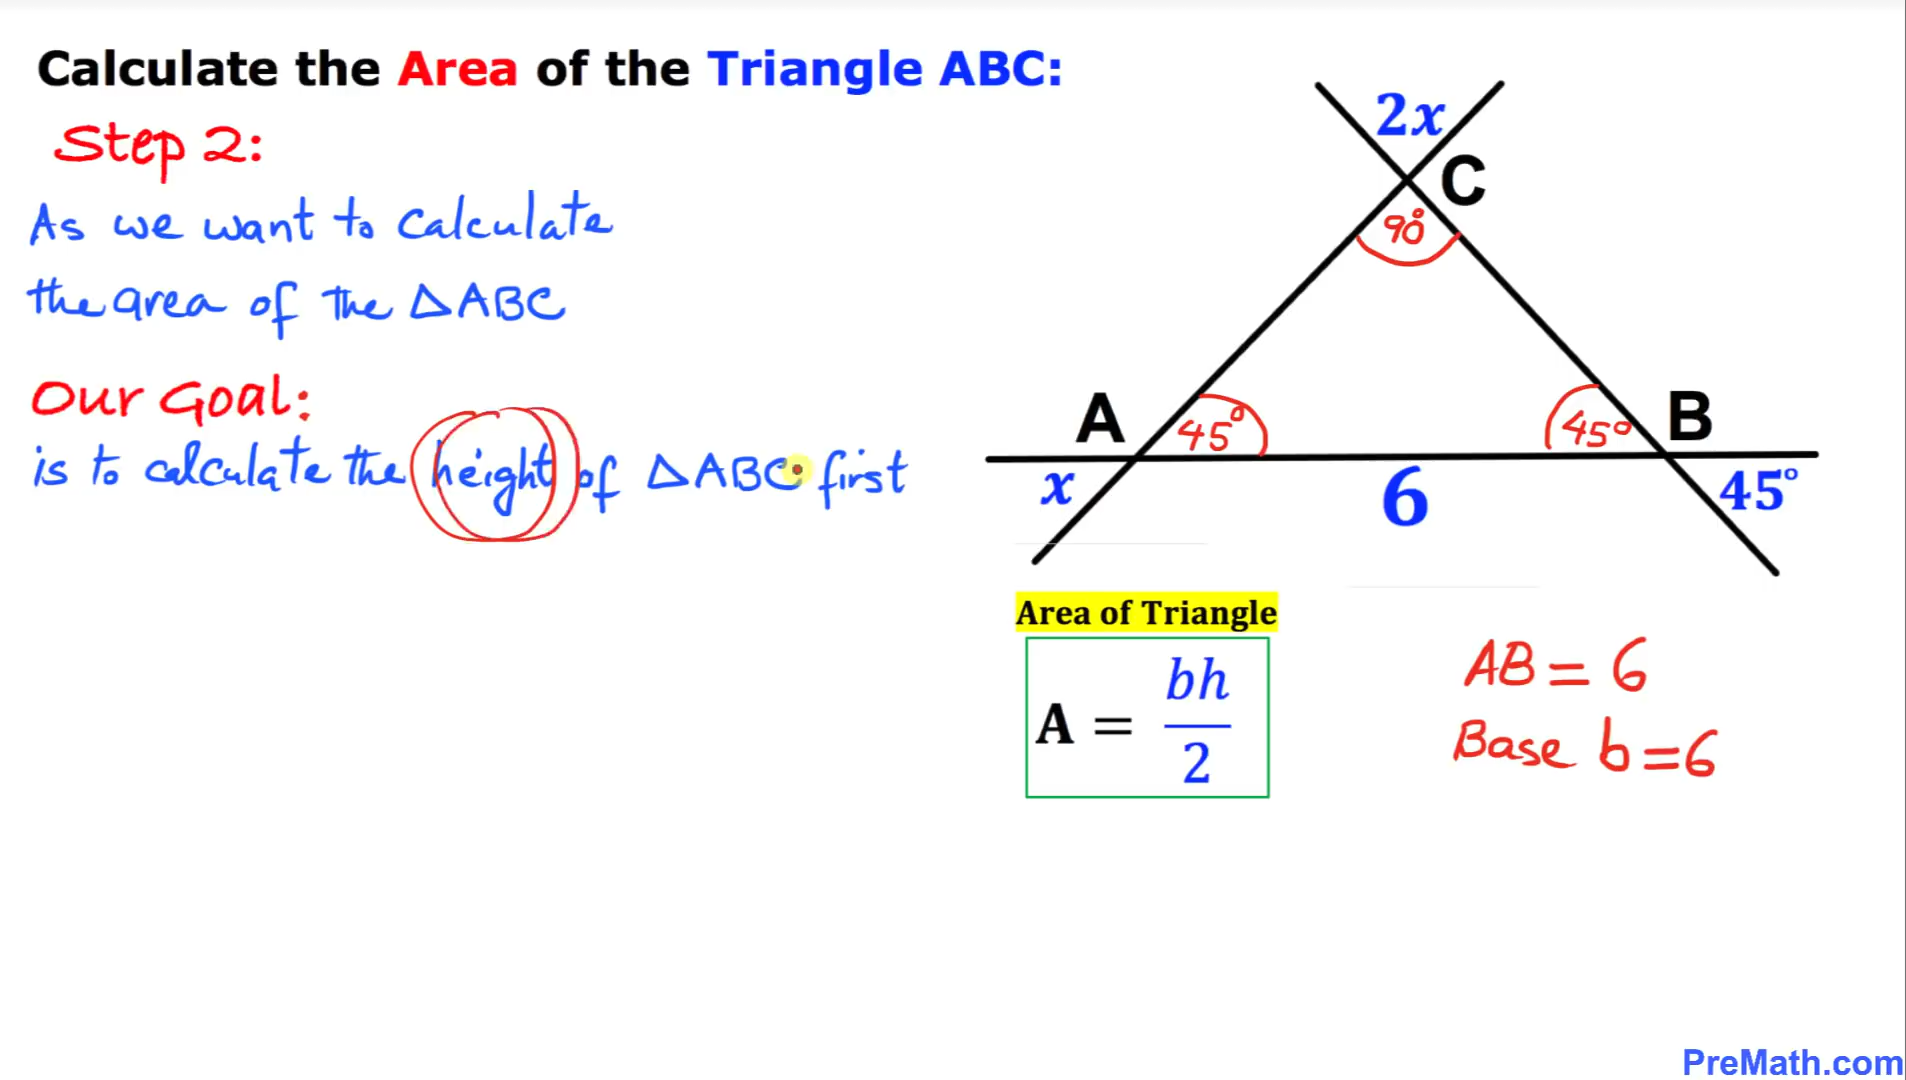 Calculate the Area of the Triangle ABC:
Step 2:
As we want to calculate
the area of the △ABC
Our Goal:
is to calculate the height of △ABC first
2x
C
90°
A
45°
45°
B
x
6
45°
Area of Triangle
A = bh/2
AB = 6
Base b=6
PreMath.com